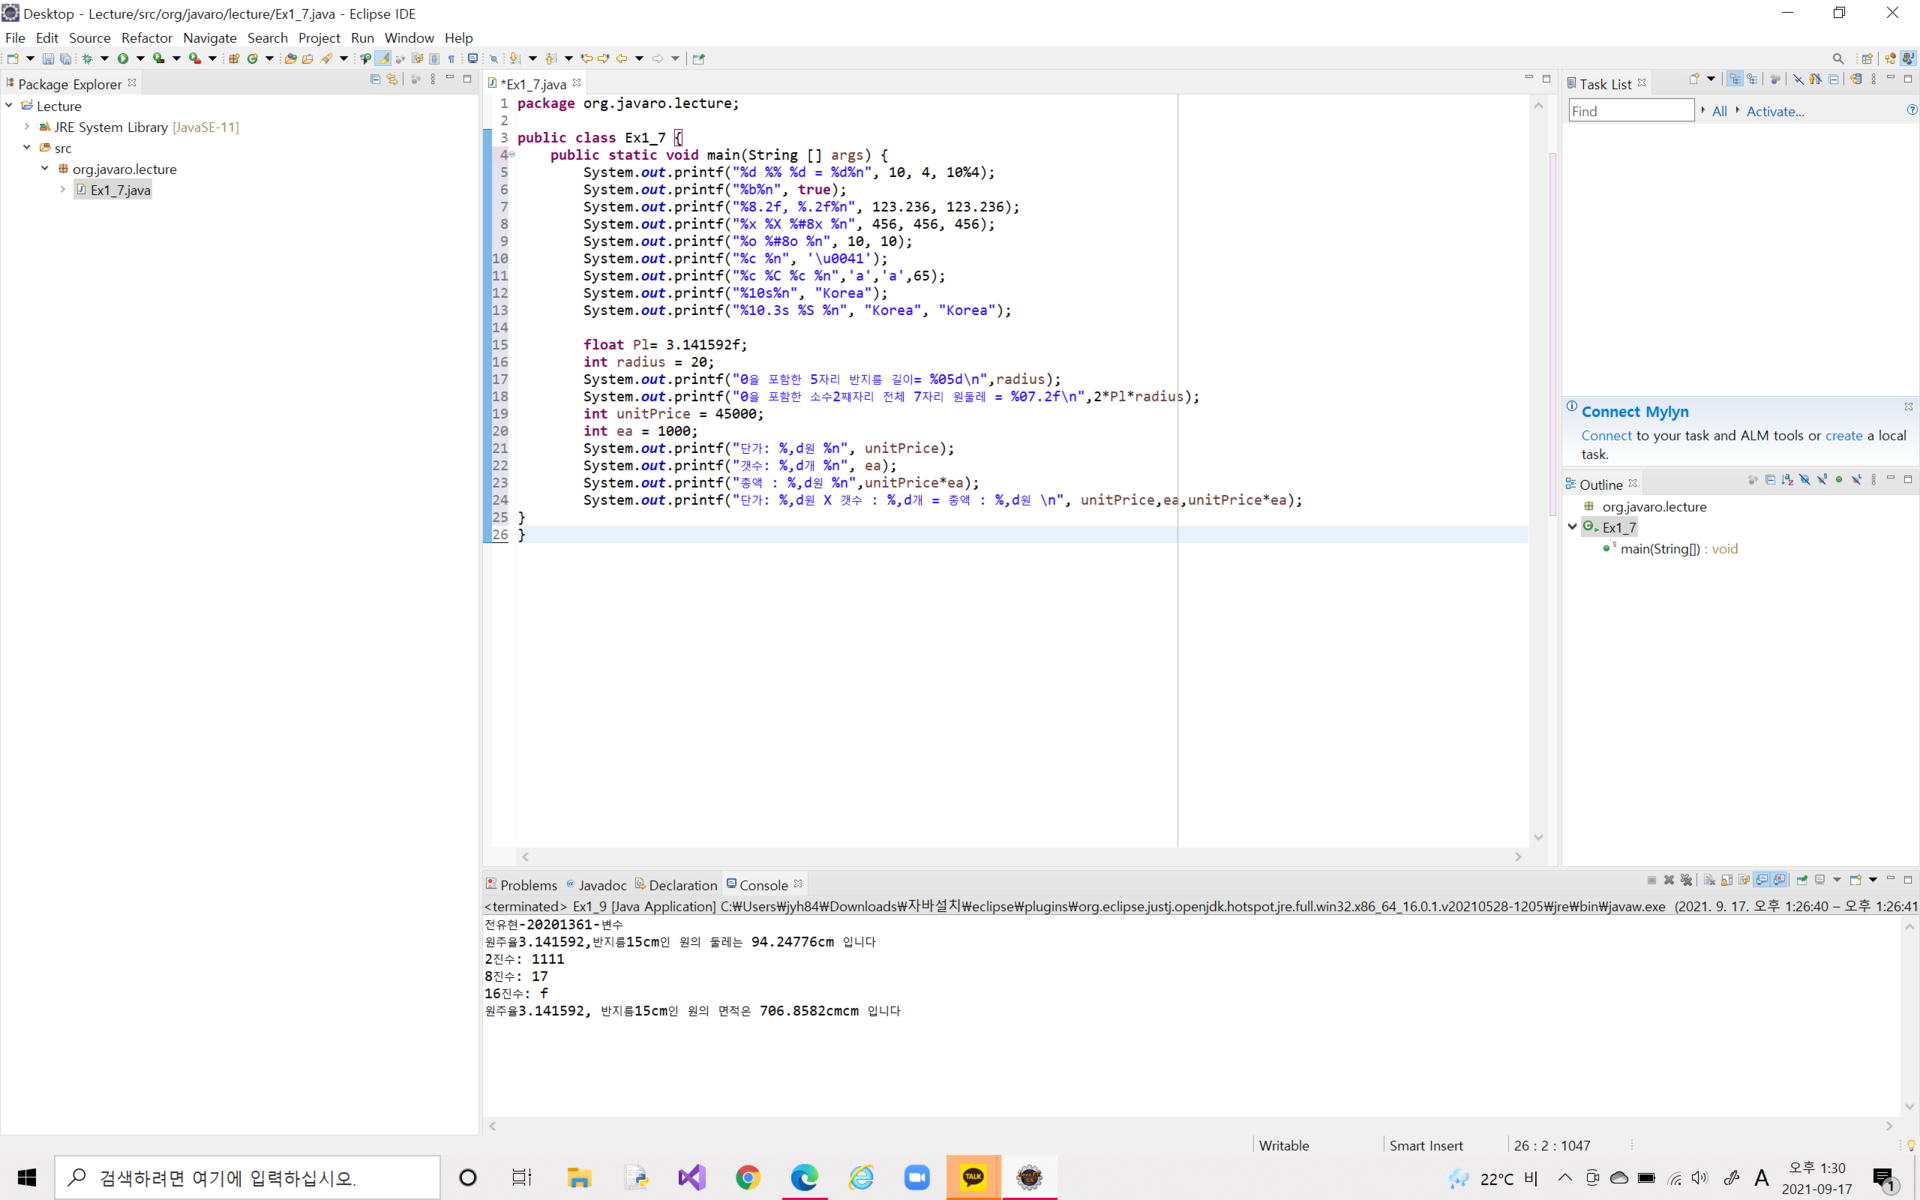 Desktop - Lecture/src/org/javaro/lecture/Ex1_7.java - Eclipse IDE
File Edit Source Refactor Navigate Search Project Run Window Help
Package Explorer
Lecture
JRE System Library [JavaSE-11]
src
org.javaro.lecture
Ex1_7.java
*Ex1_7.java
1 package org.javaro.lecture;
2
3 public class Ex1_7 {
4 public static void main(String [] args) {
5 System.out.printf("%d %% %d = %d%n", 10, 4, 10%4);
6 System.out.printf("%b%n", true);
7 System.out.printf("%8.2f, %.2f%n", 123.236, 123.236);
8 System.out.printf("%x %X %#8x %n", 456, 456, 456);
9 System.out.printf("%o %#8o %n", 10, 10);
10 System.out.printf("%c %n", '\u0041');
11 System.out.printf("%c %C %c %n",'a','a',65);
12 System.out.printf("%10s%n", "Korea");
13 System.out.printf("%10.3s %S %n", "Korea", "Korea");
14
15 float Pl= 3.141592f;
16 int radius = 20;
17 System.out.printf("0을 포함한 5자리 반지름 길이= %05d\n",radius);
18 System.out.printf("0을 포함한 소수2째자리 전체 7자리 원둘레 = %07.2f\n",2*Pl*radius);
19 int unitPrice = 45000;
20 int ea = 1000;
21 System.out.printf("단가: %,d원 %n", unitPrice);
22 System.out.printf("갯수: %,d개 %n", ea);
23 System.out.printf("총액 : %,d원 %n",unitPrice*ea);
24 System.out.printf("단가: %,d원 X 갯수 : %,d개 = 총액 : %,d원 \n", unitPrice,ea,unitPrice*ea);
25 }
26 }
Task List
Find All Activate...
Connect Mylyn
Connect to your task and ALM tools or create a local
task.
Outline
org.javaro.lecture
Ex1_7
main(String[]) : void
Problems Javadoc Declaration Console
<terminated> Ex1_9 [Java Application] C:₩Users₩jyh84₩Downloads₩자바설치₩eclipse₩plugins₩org.eclipse.justj.openjdk.hotspot.jre.full.win32.x86_64_16.0.1.v20210528-1205₩jre₩bin₩javaw.exe (2021. 9. 17. 오후 1:26:40 – 오후 1:26:41
전유현-20201361-변수
원주율3.141592,반지름15cm인 원의 둘레는 94.24776cm 입니다
2진수: 1111
8진수: 17
16진수: f
원주율3.141592, 반지름15cm인 원의 면적은 706.8582cmcm 입니다
Writable Smart Insert 26 : 2 : 1047
검색하려면 여기에 입력하십시오.
TALK
22°C 비
A
오후 1:30
2021-09-17
1